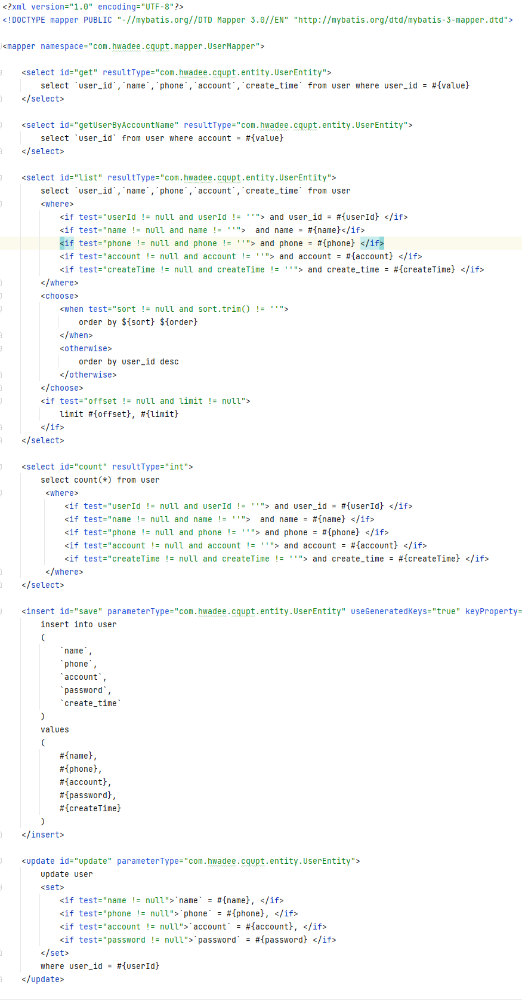 <?xml version="1.0" encoding="UTF-8"?>
<!DOCTYPE mapper PUBLIC "-//mybatis.org//DTD Mapper 3.0//EN" "http://mybatis.org/dtd/mybatis-3-mapper.dtd">
<mapper namespace="com.hwadee.cqupt.mapper.UserMapper">
<select id="get" resultType="com.hwadee.cqupt.entity.UserEntity">
select `user_id`,`name`,`phone`,`account`,`create_time` from user where user_id = #{value}
</select>
<select id="getUserByAccountName" resultType="com.hwadee.cqupt.entity.UserEntity">
select `user_id` from user where account = #{value}
</select>
<select id="list" resultType="com.hwadee.cqupt.entity.UserEntity">
select `user_id`,`name`,`phone`,`account`,`create_time` from user
<where>
<if test="userId != null and userId != ''"> and user_id = #{userId} </if>
<if test="name != null and name != ''">  and name = #{name}</if>
<if test="phone != null and phone != ''"> and phone = #{phone} </if>
<if test="account != null and account != ''"> and account = #{account} </if>
<if test="createTime != null and createTime != ''"> and create_time = #{createTime} </if>
</where>
<choose>
<when test="sort != null and sort.trim() != ''">
order by ${sort} ${order}
</when>
<otherwise>
order by user_id desc
</otherwise>
</choose>
<if test="offset != null and limit != null">
limit #{offset}, #{limit}
</if>
</select>
<select id="count" resultType="int">
select count(*) from user
<where>
<if test="userId != null and userId != ''"> and user_id = #{userId} </if>
<if test="name != null and name != ''">  and name = #{name} </if>
<if test="phone != null and phone != ''"> and phone = #{phone} </if>
<if test="account != null and account != ''"> and account = #{account} </if>
<if test="createTime != null and createTime != ''"> and create_time = #{createTime} </if>
</where>
</select>
<insert id="save" parameterType="com.hwadee.cqupt.entity.UserEntity" useGeneratedKeys="true" keyProperty=
insert into user
(
`name`,
`phone`,
`account`,
`password`,
`create_time`
)
values
(
#{name},
#{phone},
#{account},
#{password},
#{createTime}
)
</insert>
<update id="update" parameterType="com.hwadee.cqupt.entity.UserEntity">
update user
<set>
<if test="name != null">`name` = #{name}, </if>
<if test="phone != null">`phone` = #{phone}, </if>
<if test="account != null">`account` = #{account}, </if>
<if test="password != null">`password` = #{password} </if>
</set>
where user_id = #{userId}
</update>